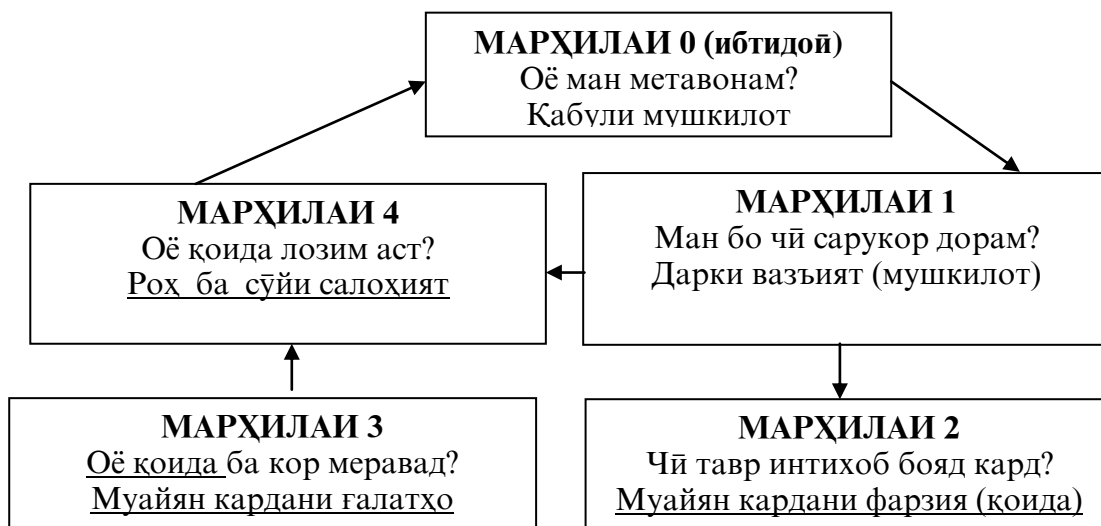 МАРҲИЛАИ 0 (ибтидоӣ)
Оё ман метавонам?
Қабули мушкилот
МАРҲИЛАИ 4
Оё қоида лозим аст?
Роҳ ба сӯйи салоҳият
МАРҲИЛАИ 1
Ман бо чӣ сарукор дорам?
Дарки вазъият (мушкилот)
МАРҲИЛАИ 3
Оё қоида ба кор меравад?
Муайян кардани ғалатҳо
МАРҲИЛАИ 2
Чӣ тавр интихоб бояд кард?
Муайян кардани фарзия (қоида)